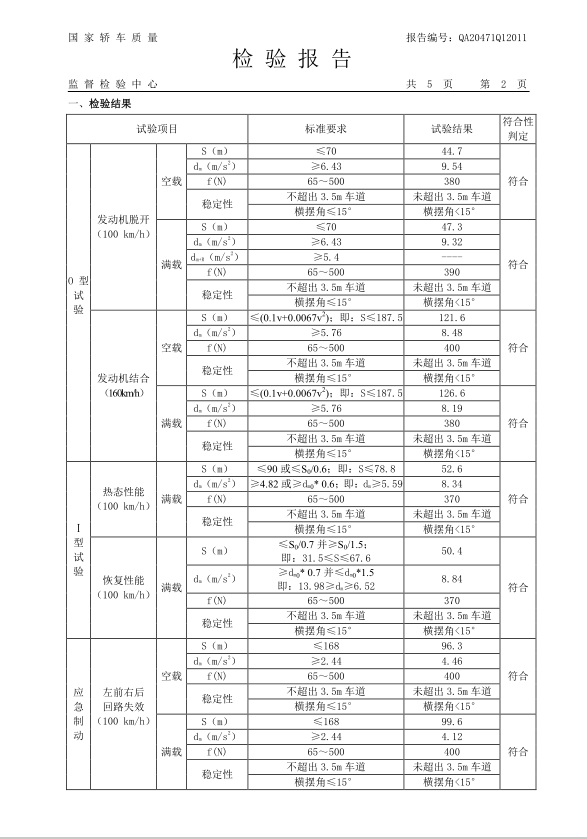 国 家 轿 车 质 量 报告编号：QA20471Q12011
检 验 报 告
监 督 检 验 中 心 共 5 页 第 2 页
一、检验结果
试验项目 标准要求 试验结果 符合性判定
0 型试验
发动机脱开（100 km/h）
空载
S（m） ≤70 44.7
dm（m/s²） ≥6.43 9.54
f(N) 65～500 380
稳定性 不超出 3.5m 车道 未超出 3.5m 车道
横摆角≤15° 横摆角<15°
符合
满载
S（m） ≤70 47.3
dm（m/s²） ≥6.43 9.32
dm+R（m/s²） ≥5.4 ----
f(N) 65～500 390
稳定性 不超出 3.5m 车道 未超出 3.5m 车道
横摆角≤15° 横摆角<15°
符合
发动机结合（160km/h）
空载
S（m） ≤(0.1v+0.0067v²)；即：S≤187.5 121.6
dm（m/s²） ≥5.76 8.48
f(N) 65～500 400
稳定性 不超出 3.5m 车道 未超出 3.5m 车道
横摆角≤15° 横摆角<15°
符合
满载
S（m） ≤(0.1v+0.0067v²)；即：S≤187.5 126.6
dm（m/s²） ≥5.76 8.19
f(N) 65～500 380
稳定性 不超出 3.5m 车道 未超出 3.5m 车道
横摆角≤15° 横摆角<15°
符合
I 型试验
热态性能（100 km/h）
满载
S（m） ≤90 或≤S0/0.6；即：S≤78.8 52.6
dm（m/s²） ≥4.82 或≥dm0* 0.6；即：dm≥5.59 8.34
f(N) 65～500 370
稳定性 不超出 3.5m 车道 未超出 3.5m 车道
横摆角≤15° 横摆角<15°
符合
恢复性能（100 km/h）
满载
S（m） ≤S0/0.7 并≥S0/1.5；
即：31.5≤S≤67.6 50.4
dm（m/s²） ≥dm0* 0.7 并≤dm0*1.5
即：13.98≥dm≥6.52 8.84
f(N) 65～500 370
稳定性 不超出 3.5m 车道 未超出 3.5m 车道
横摆角≤15° 横摆角<15°
符合
应急制动
左前右后回路失效（100 km/h）
空载
S（m） ≤168 96.3
dm（m/s²） ≥2.44 4.46
f(N) 65～500 400
稳定性 不超出 3.5m 车道 未超出 3.5m 车道
横摆角≤15° 横摆角<15°
符合
满载
S（m） ≤168 99.6
dm（m/s²） ≥2.44 4.12
f(N) 65～500 400
稳定性 不超出 3.5m 车道 未超出 3.5m 车道
横摆角≤15° 横摆角<15°
符合